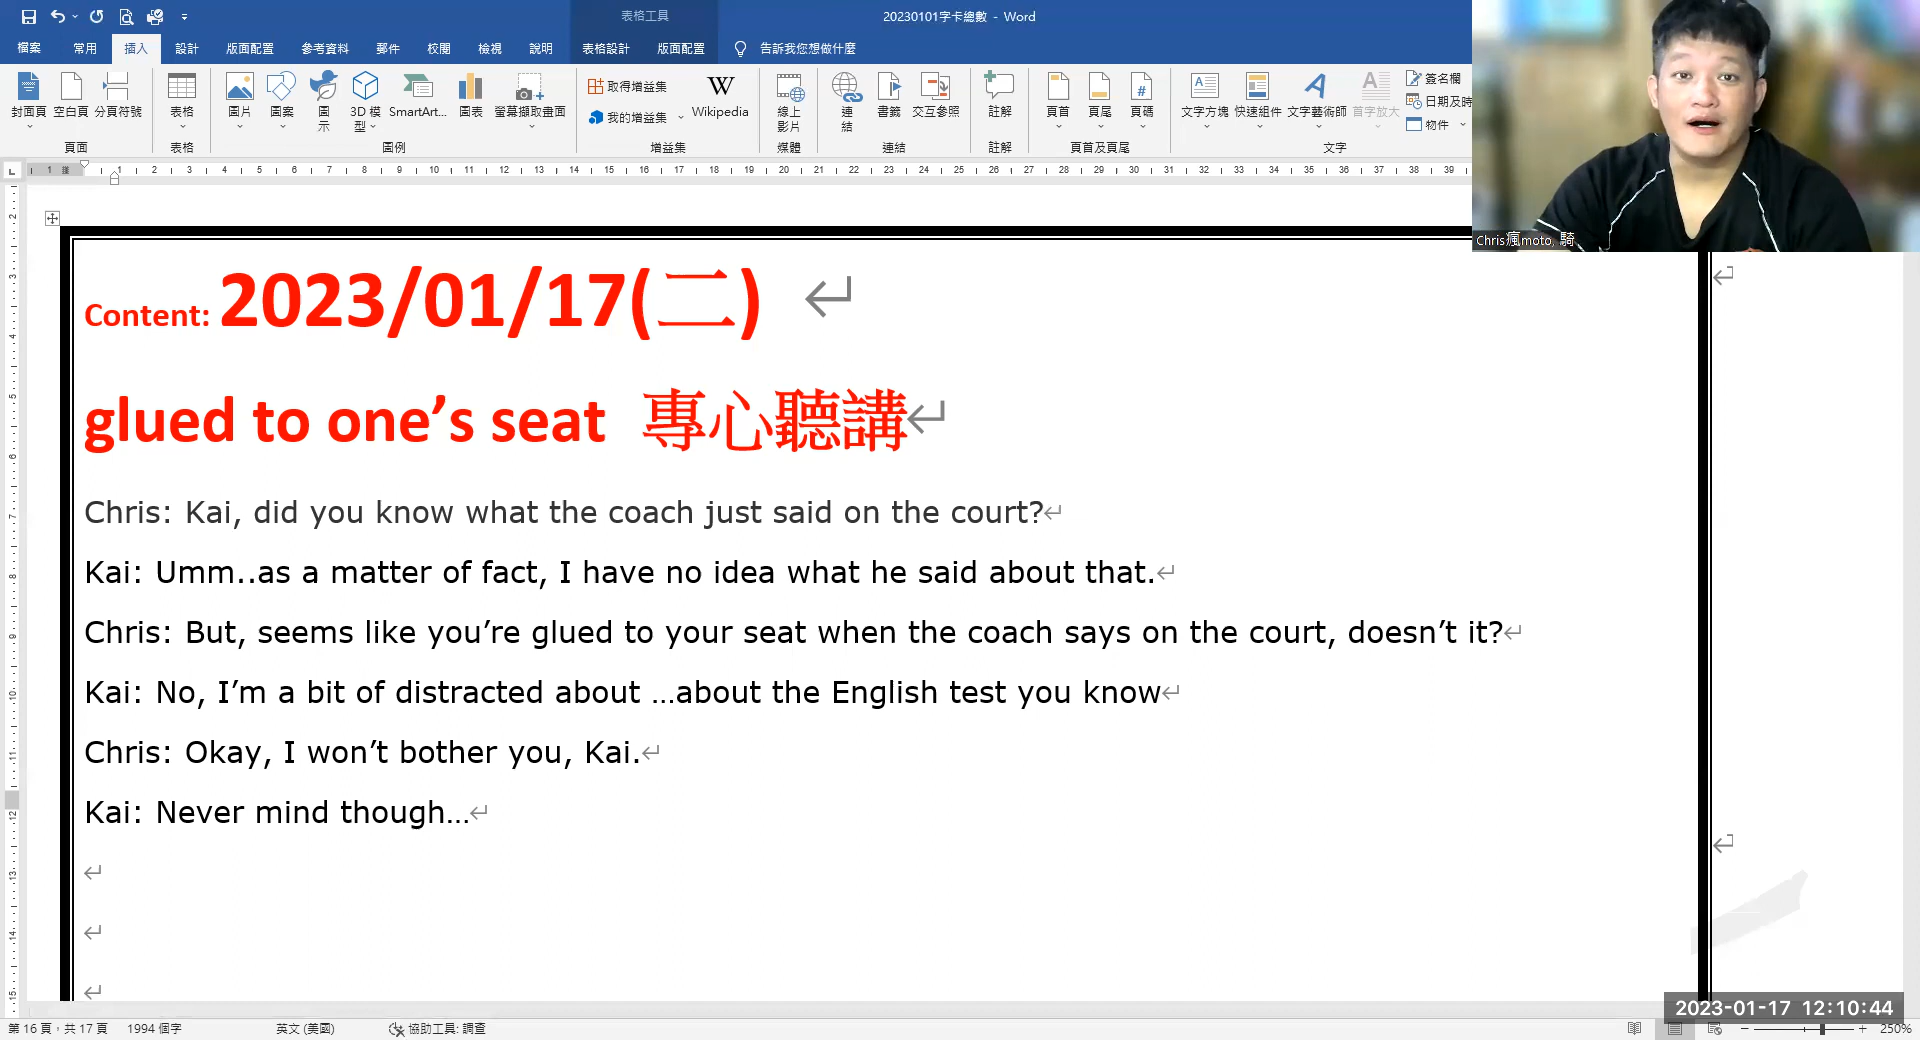 表格工具
20230101字卡總數 - Word
檔案 常用 插入 設計 版面配置 參考資料 郵件 校閱 檢視 說明 表格設計 版面配置 告訴我您想做什麼
封面頁 空白頁 分頁符號 表格 圖片 圖案 圖示 3D 模型 SmartArt... 圖表 螢幕擷取畫面 取得增益集 我的增益集 Wikipedia 線上影片 連結 書籤 交互參照 註解 頁首 頁尾 頁碼 文字方塊 快速組件 文字藝術師 首字放大 簽名欄 日期及時 物件
頁面 表格 圖例 增益集 媒體 連結 註解 頁首及頁尾 文字
Chris瘋moto, 騎
Content: 2023/01/17(二)
glued to one’s seat 專心聽講
Chris: Kai, did you know what the coach just said on the court?
Kai: Umm..as a matter of fact, I have no idea what he said about that.
Chris: But, seems like you’re glued to your seat when the coach says on the court, doesn’t it?
Kai: No, I’m a bit of distracted about …about the English test you know
Chris: Okay, I won’t bother you, Kai.
Kai: Never mind though…
2023-01-17 12:10:44
第 16 頁，共 17 頁 1994 個字 英文 (美國) 協助工具: 調查 250%